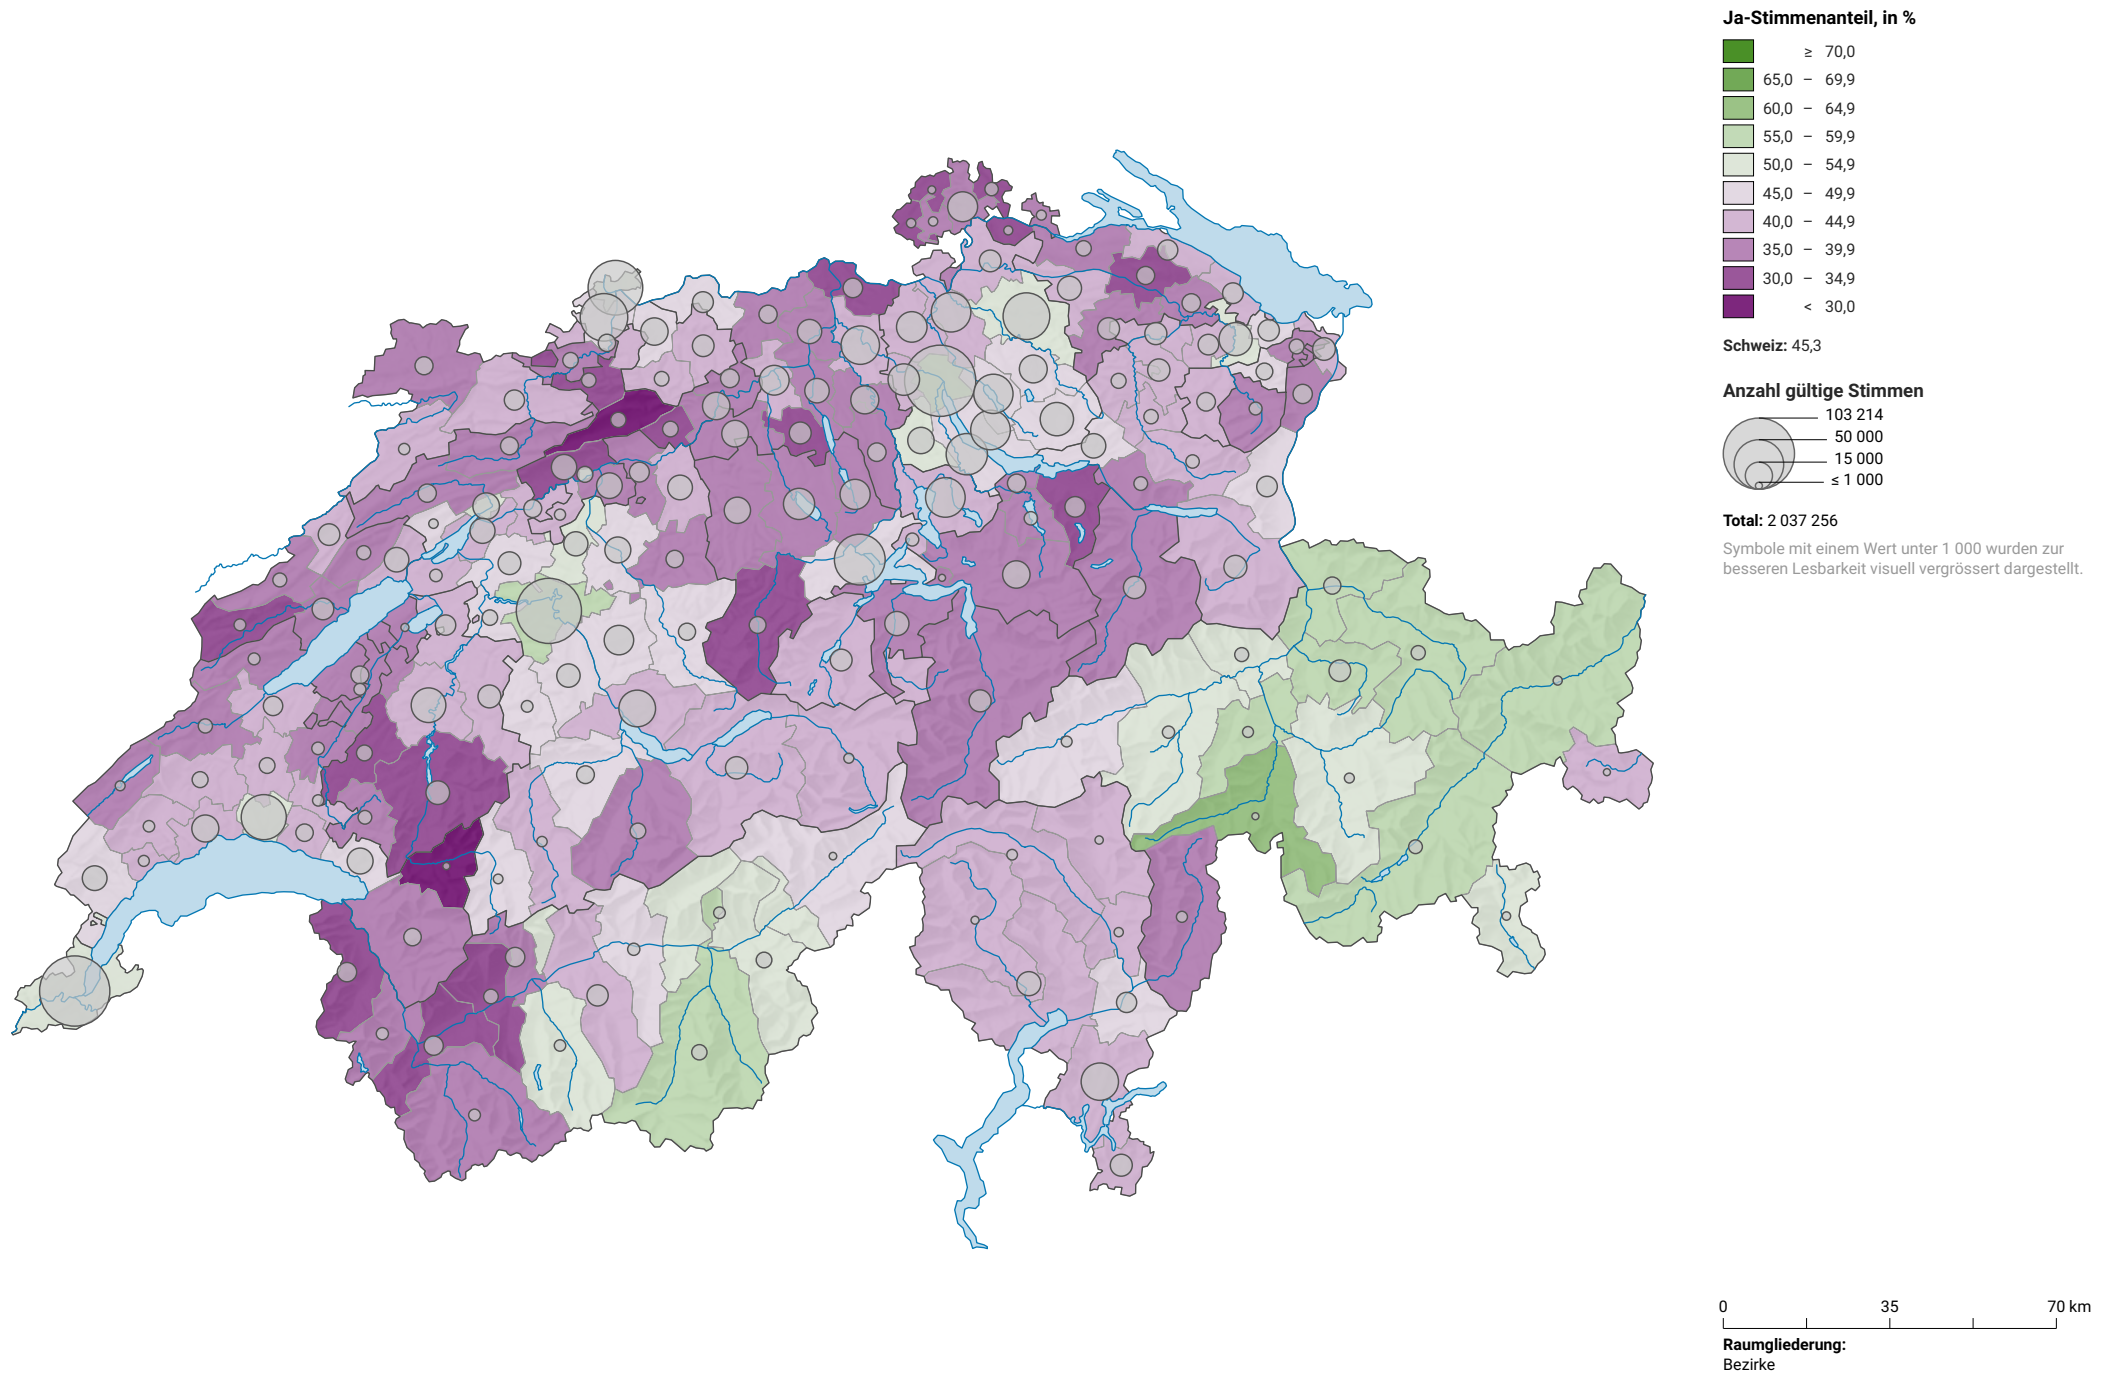 Ja-Stimmenanteil, in %
≥ 70,0
65,0 – 69,9
60,0 – 64,9
55,0 – 59,9
50,0 – 54,9
45,0 – 49,9
40,0 – 44,9
35,0 – 39,9
30,0 – 34,9
< 30,0
Schweiz: 45,3
Anzahl gültige Stimmen
103 214
50 000
15 000
≤ 1 000
Total: 2 037 256
Symbole mit einem Wert unter 1 000 wurden zur
besseren Lesbarkeit visuell vergrössert dargestellt.
0 35 70 km
Raumgliederung:
Bezirke